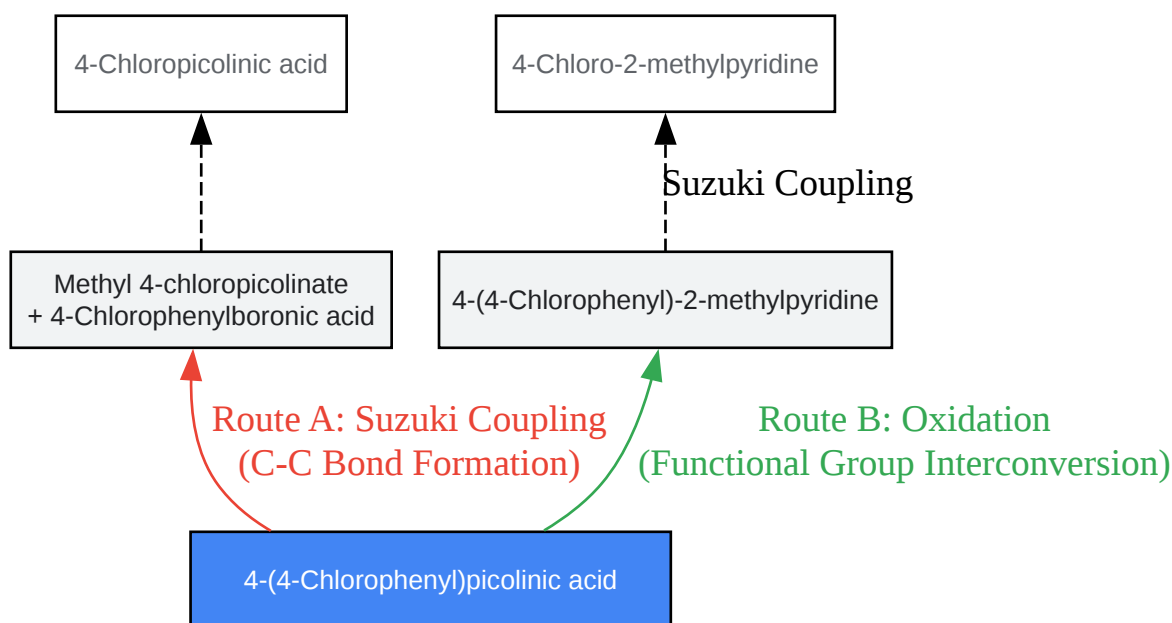 4-Chloropicolinic acid
4-Chloro-2-methylpyridine
Suzuki Coupling
Methyl 4-chloropicolinate
+ 4-Chlorophenylboronic acid
4-(4-Chlorophenyl)-2-methylpyridine
Route A: Suzuki Coupling
(C-C Bond Formation)
Route B: Oxidation
(Functional Group Interconversion)
4-(4-Chlorophenyl)picolinic acid